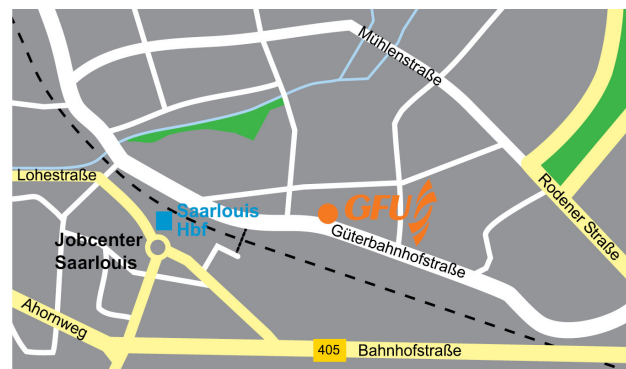 Mühlenstraße
Lohestraße
Saarlouis
Hbf
GFU
Rodener Straße
Jobcenter
Saarlouis
Güterbahnhofstraße
Ahornweg
405
Bahnhofstraße